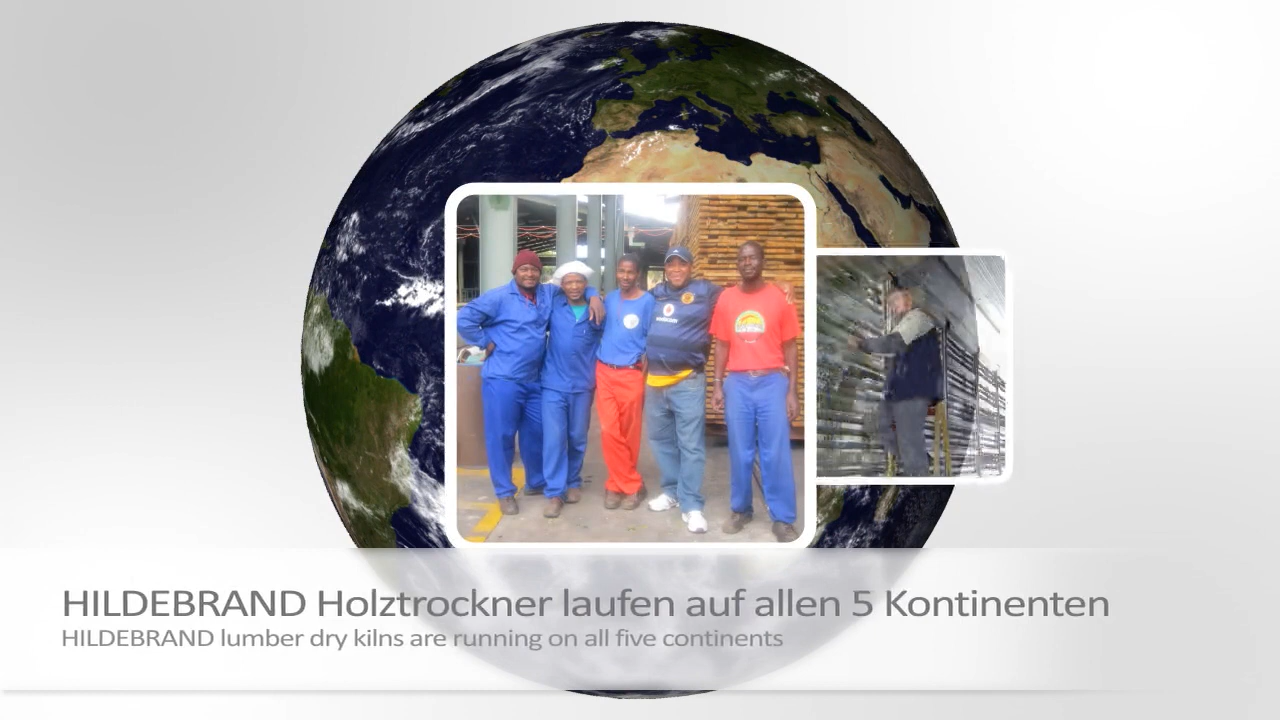 HILDEBRAND Holztrockner laufen auf allen 5 Kontinenten
HILDEBRAND lumber dry kilns are running on all five continents